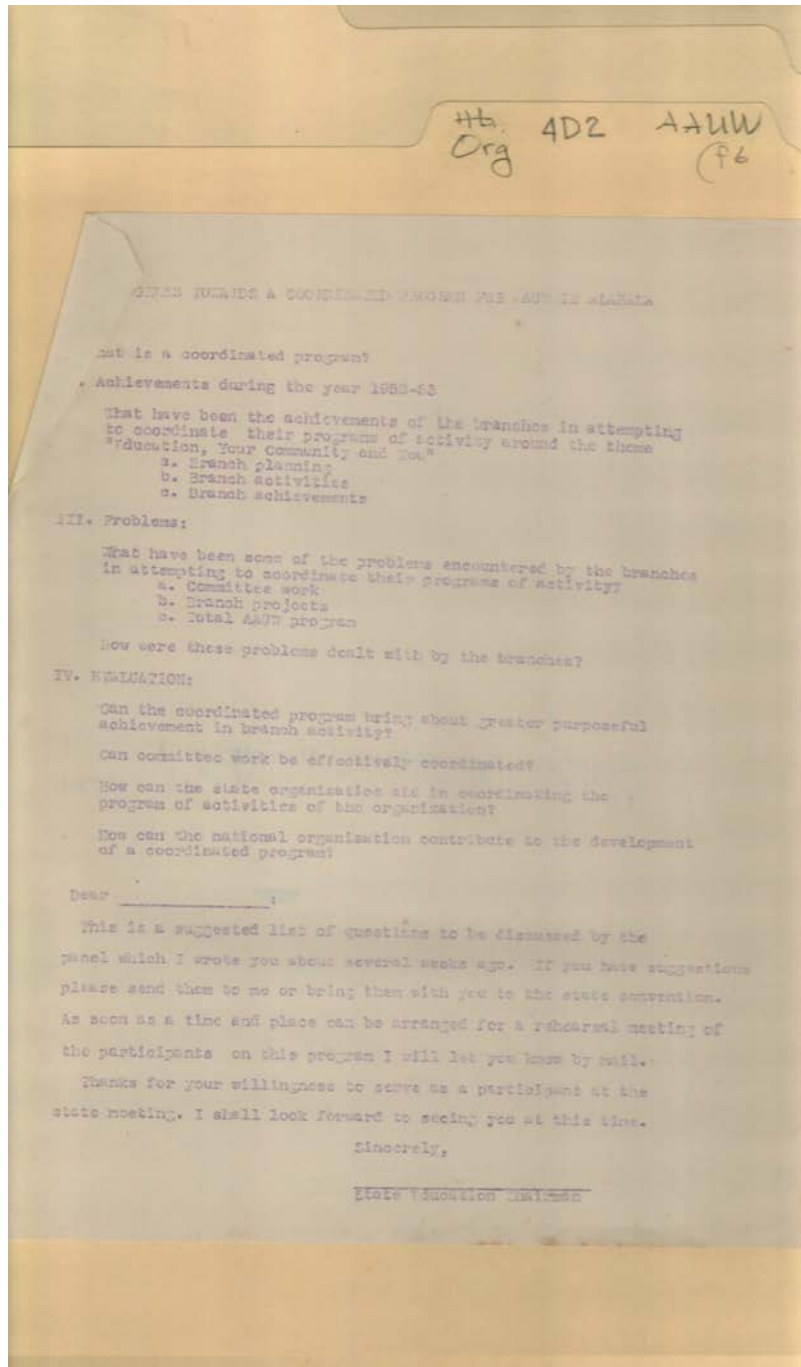 Hb. 4D2 AAUW
Org (f6
TOWARDS A COORDINATED PROGRAM FOR AAUW IN ALABAMA
hat is a coordinated program?
. Achievements during the year 1952-53
What have been the achievements of the branches in attempting
to coordinate their programs of activity around the theme
"Education, Your Community and You"
a. Branch planning
b. Branch activities
c. Branch achievements
III. Problems:
What have been some of the problems encountered by the branches
in attempting to coordinate their programs of activity?
a. Committee work
b. Branch projects
c. Total AAUW program
How were these problems dealt with by the branches?
IV. EVALUATION:
Can the coordinated program bring about greater purposeful
achievement in branch activity?
Can committee work be effectively coordinated?
How can the state organization aid in coordinating the
program of activities of the organization?
How can the national organization contribute to the development
of a coordinated program?
Dear ______________:
This is a suggested list of questions to be discussed by the
panel which I wrote you about several weeks ago. If you have suggestions
please send them to me or bring them with you to the state convention.
As soon as a time and place can be arranged for a rehearsal meeting of
the participants on this program I will let you know by mail.
Thanks for your willingness to serve as a participant at the
state meeting. I shall look forward to seeing you at this time.
Sincerely,
State Education Chairman